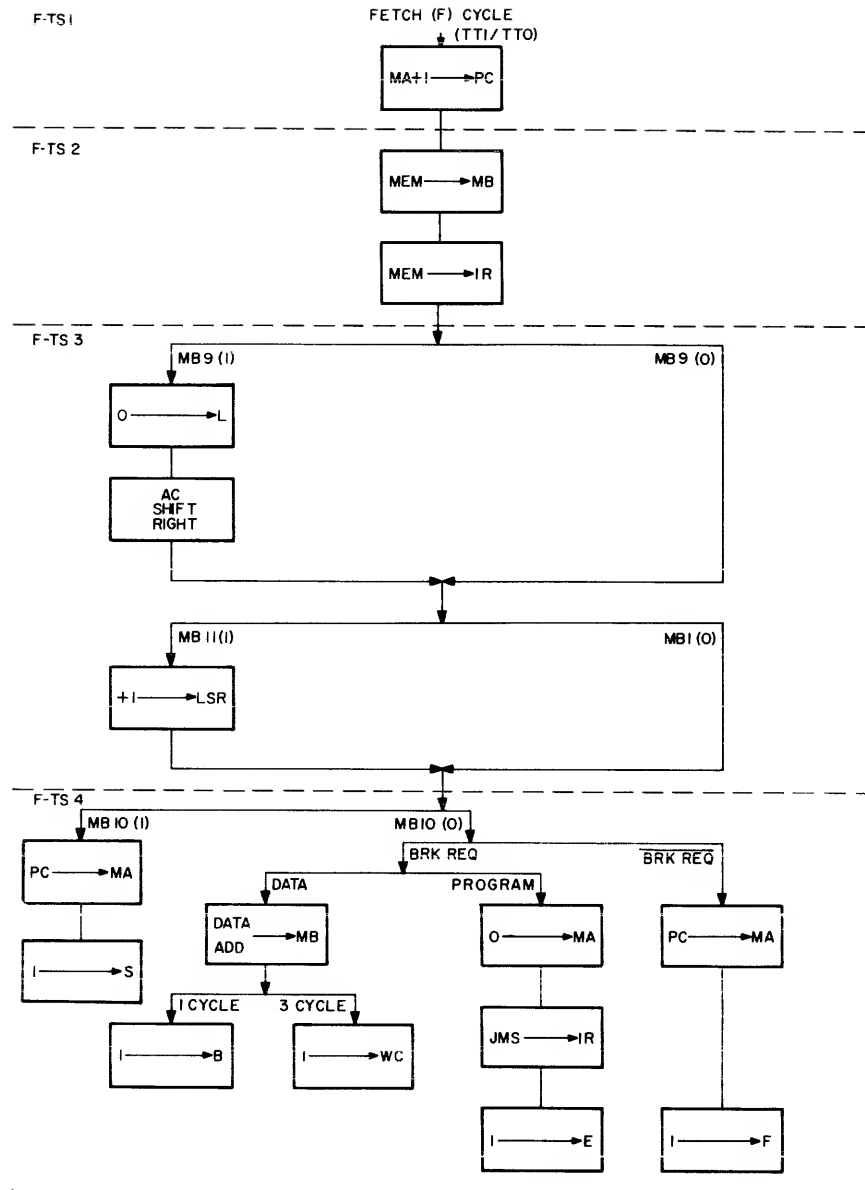 F-TS1
FETCH (F) CYCLE
(TT1/TT0)
MA+1 → PC
F-TS 2
MEM → MB
MEM → IR
F-TS 3
MB9 (1)
MB9 (0)
0 → L
AC
SHIFT
RIGHT
MB11(1)
MB1 (0)
+1 → LSR
F-TS 4
MB10 (1)
MB10 (0)
BRK REQ
BRK REQ
PC → MA
DATA
PROGRAM
DATA
ADD → MB
0 → MA
PC → MA
1 → S
1 CYCLE
3 CYCLE
JMS → IR
1 → B
1 → WC
1 → E
1 → F